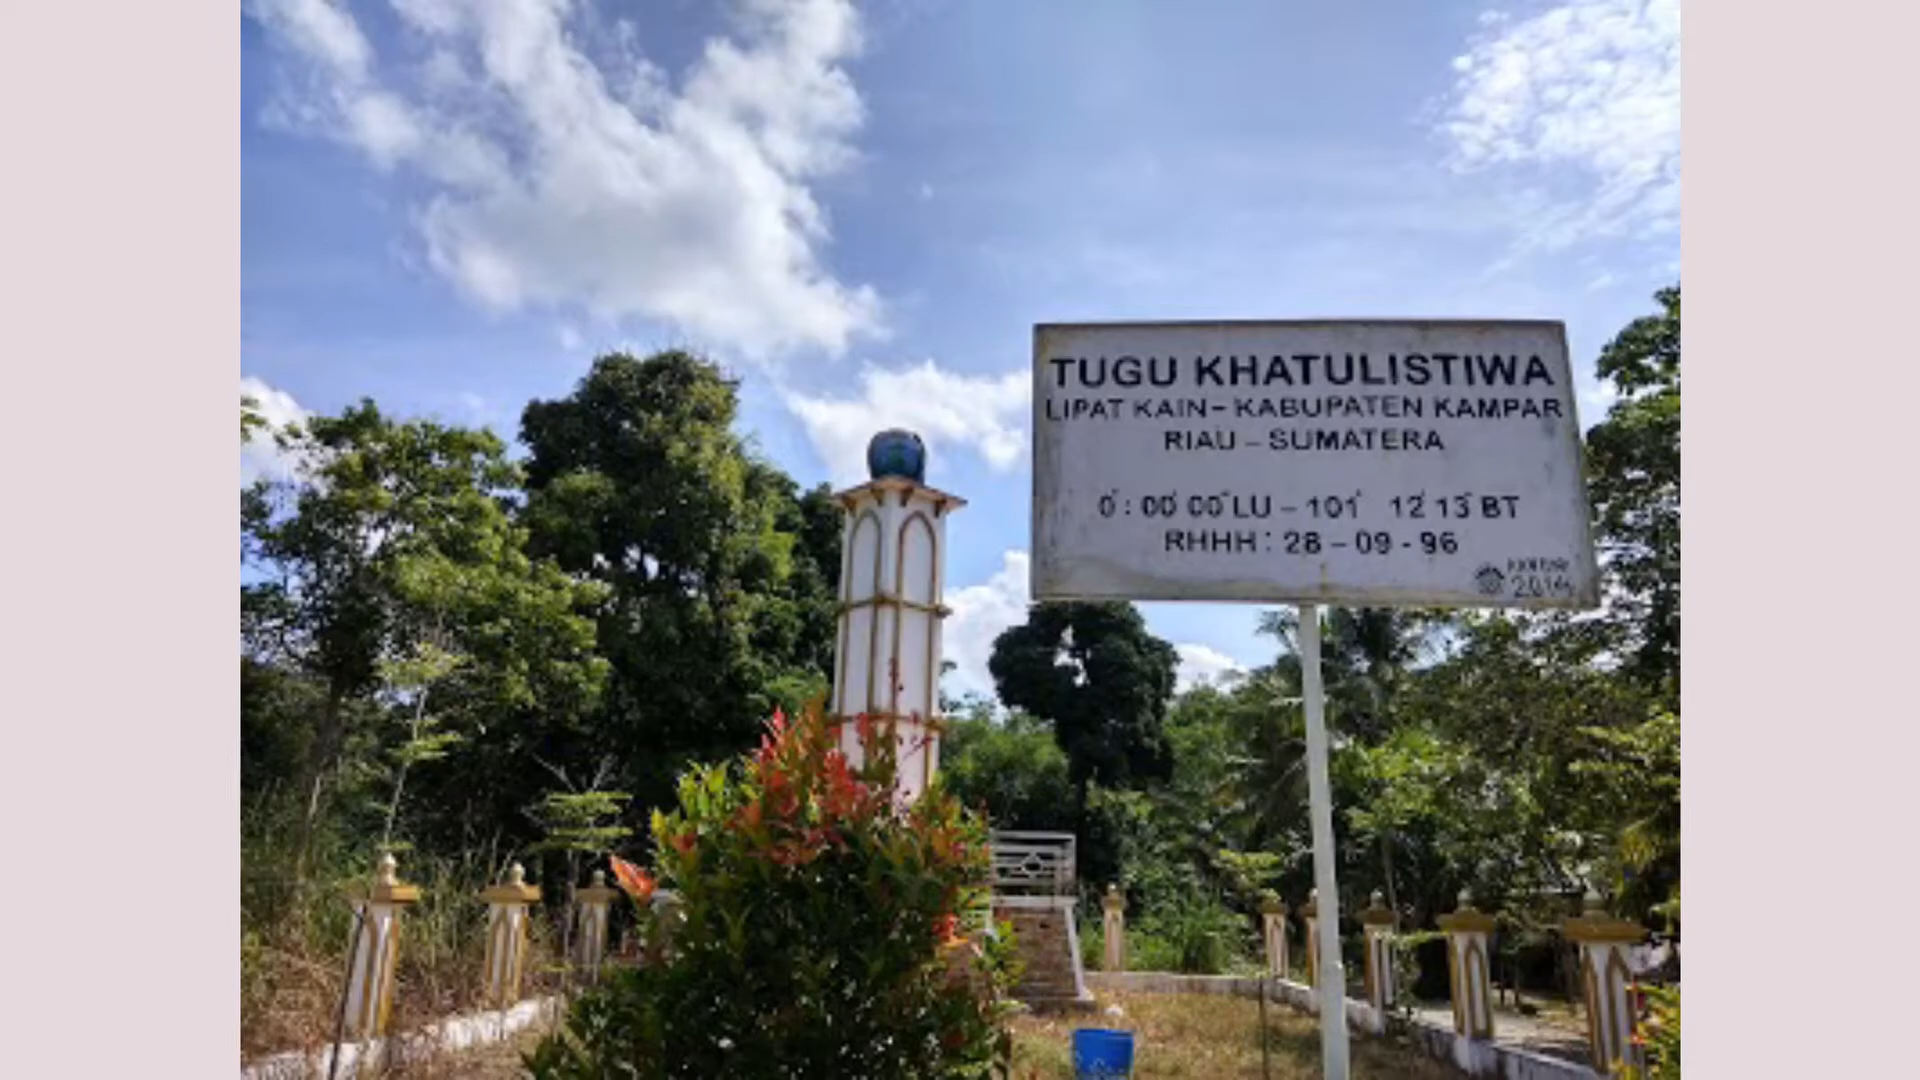 TUGU KHATULISTIWA
LIPAT KAIN - KABUPATEN KAMPAR
RIAU - SUMATERA
0 : 00 00 LU - 101 12 13 BT
RHHH : 28 - 09 - 96
2014